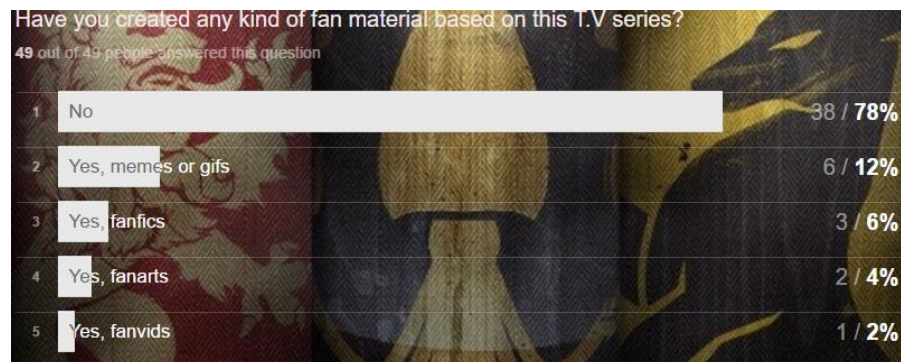 Have you created any kind of fan material based on this T.V series?
49 out of 49 people answered this question
1 No 38 / 78%
2 Yes, memes or gifs 6 / 12%
3 Yes, fanfics 3 / 6%
4 Yes, fanarts 2 / 4%
5 Yes, fanvids 1 / 2%